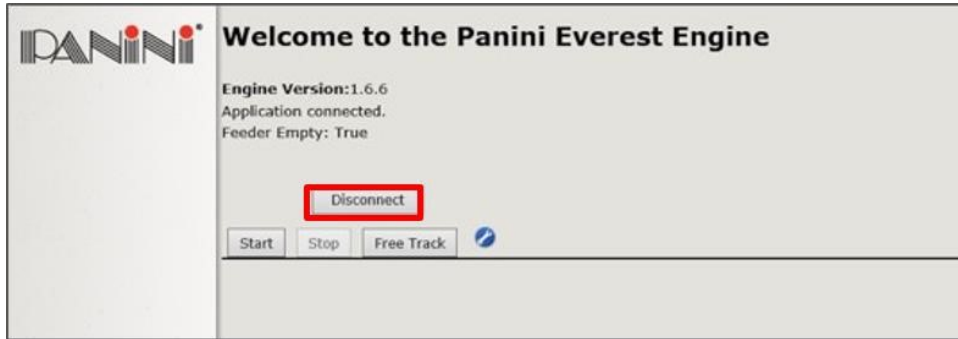 PANiNi®
Welcome to the Panini Everest Engine
Engine Version:1.6.6
Application connected.
Feeder Empty: True
Disconnect
Start Stop Free Track